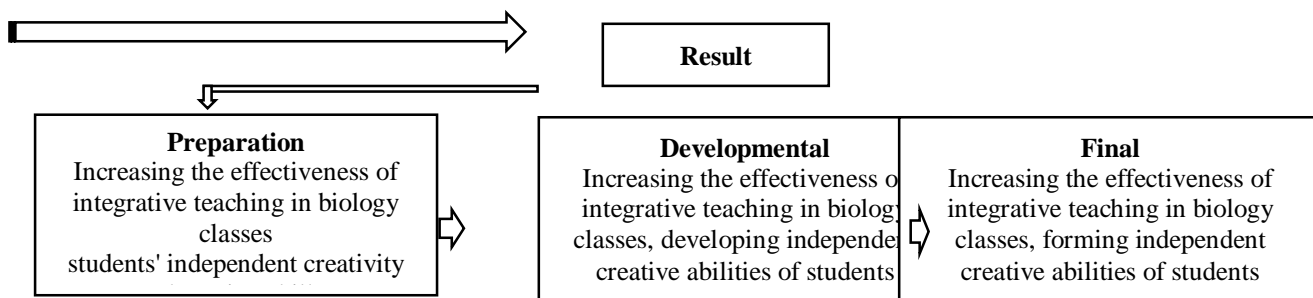 Result
Preparation
Increasing the effectiveness of
integrative teaching in biology
classes
students' independent creativity
Developmental
Increasing the effectiveness o
integrative teaching in biology
classes, developing independen
creative abilities of students
Final
Increasing the effectiveness of
integrative teaching in biology
classes, forming independent
creative abilities of students